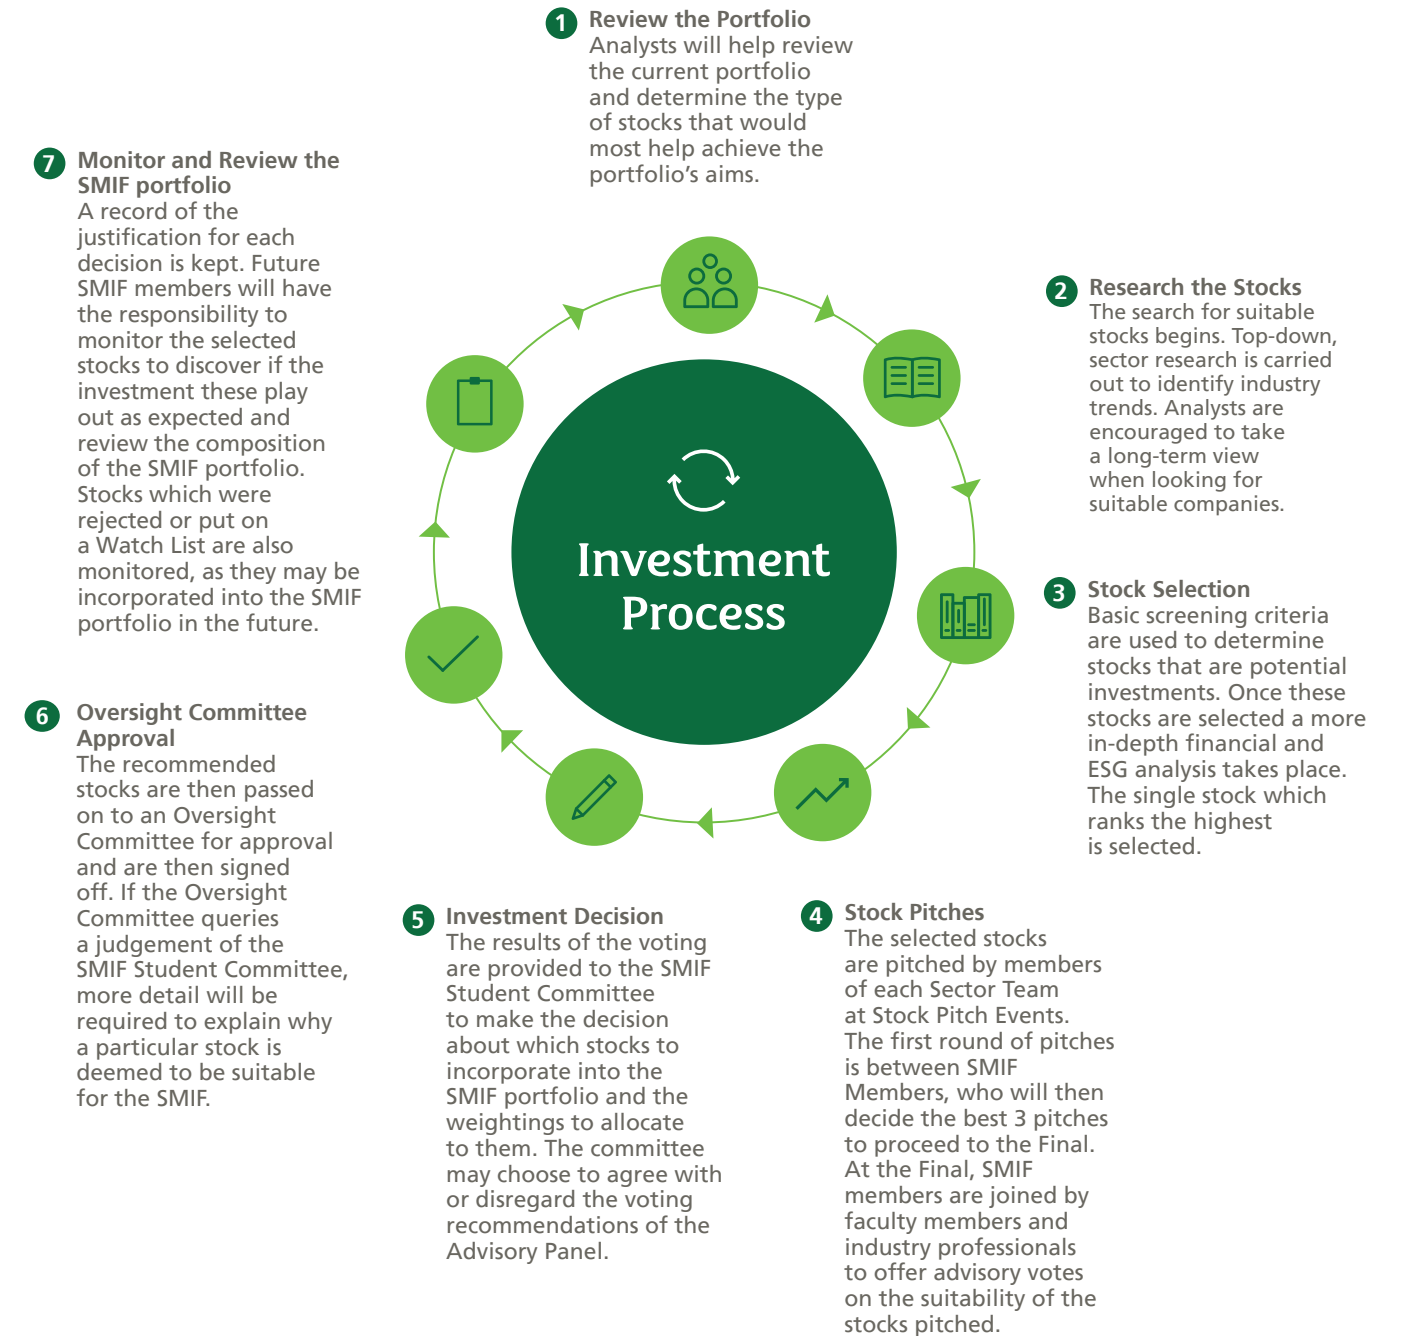 1 Review the Portfolio
Analysts will help review
the current portfolio
and determine the type
of stocks that would
most help achieve the
portfolio's aims.
2 Research the Stocks
The search for suitable
stocks begins. Top-down,
sector research is carried
out to identify industry
trends. Analysts are
encouraged to take
a long-term view
when looking for
suitable companies.
3 Stock Selection
Basic screening criteria
are used to determine
stocks that are potential
investments. Once these
stocks are selected a more
in-depth financial and
ESG analysis takes place.
The single stock which
ranks the highest
is selected.
4 Stock Pitches
The selected stocks
are pitched by members
of each Sector Team
at Stock Pitch Events.
The first round of pitches
is between SMIF
Members, who will then
decide the best 3 pitches
to proceed to the Final.
At the Final, SMIF
members are joined by
faculty members and
industry professionals
to offer advisory votes
on the suitability of the
stocks pitched.
5 Investment Decision
The results of the voting
are provided to the SMIF
Student Committee
to make the decision
about which stocks to
incorporate into the
SMIF portfolio and the
weightings to allocate
to them. The committee
may choose to agree with
or disregard the voting
recommendations of the
Advisory Panel.
6 Oversight Committee
Approval
The recommended
stocks are then passed
on to an Oversight
Committee for approval
and are then signed
off. If the Oversight
Committee queries
a judgement of the
SMIF Student Committee,
more detail will be
required to explain why
a particular stock is
deemed to be suitable
for the SMIF.
7 Monitor and Review the
SMIF portfolio
A record of the
justification for each
decision is kept. Future
SMIF members will have
the responsibility to
monitor the selected
stocks to discover if the
investment these play
out as expected and
review the composition
of the SMIF portfolio.
Stocks which were
rejected or put on
a Watch List are also
monitored, as they may be
incorporated into the SMIF
portfolio in the future.
Investment
Process